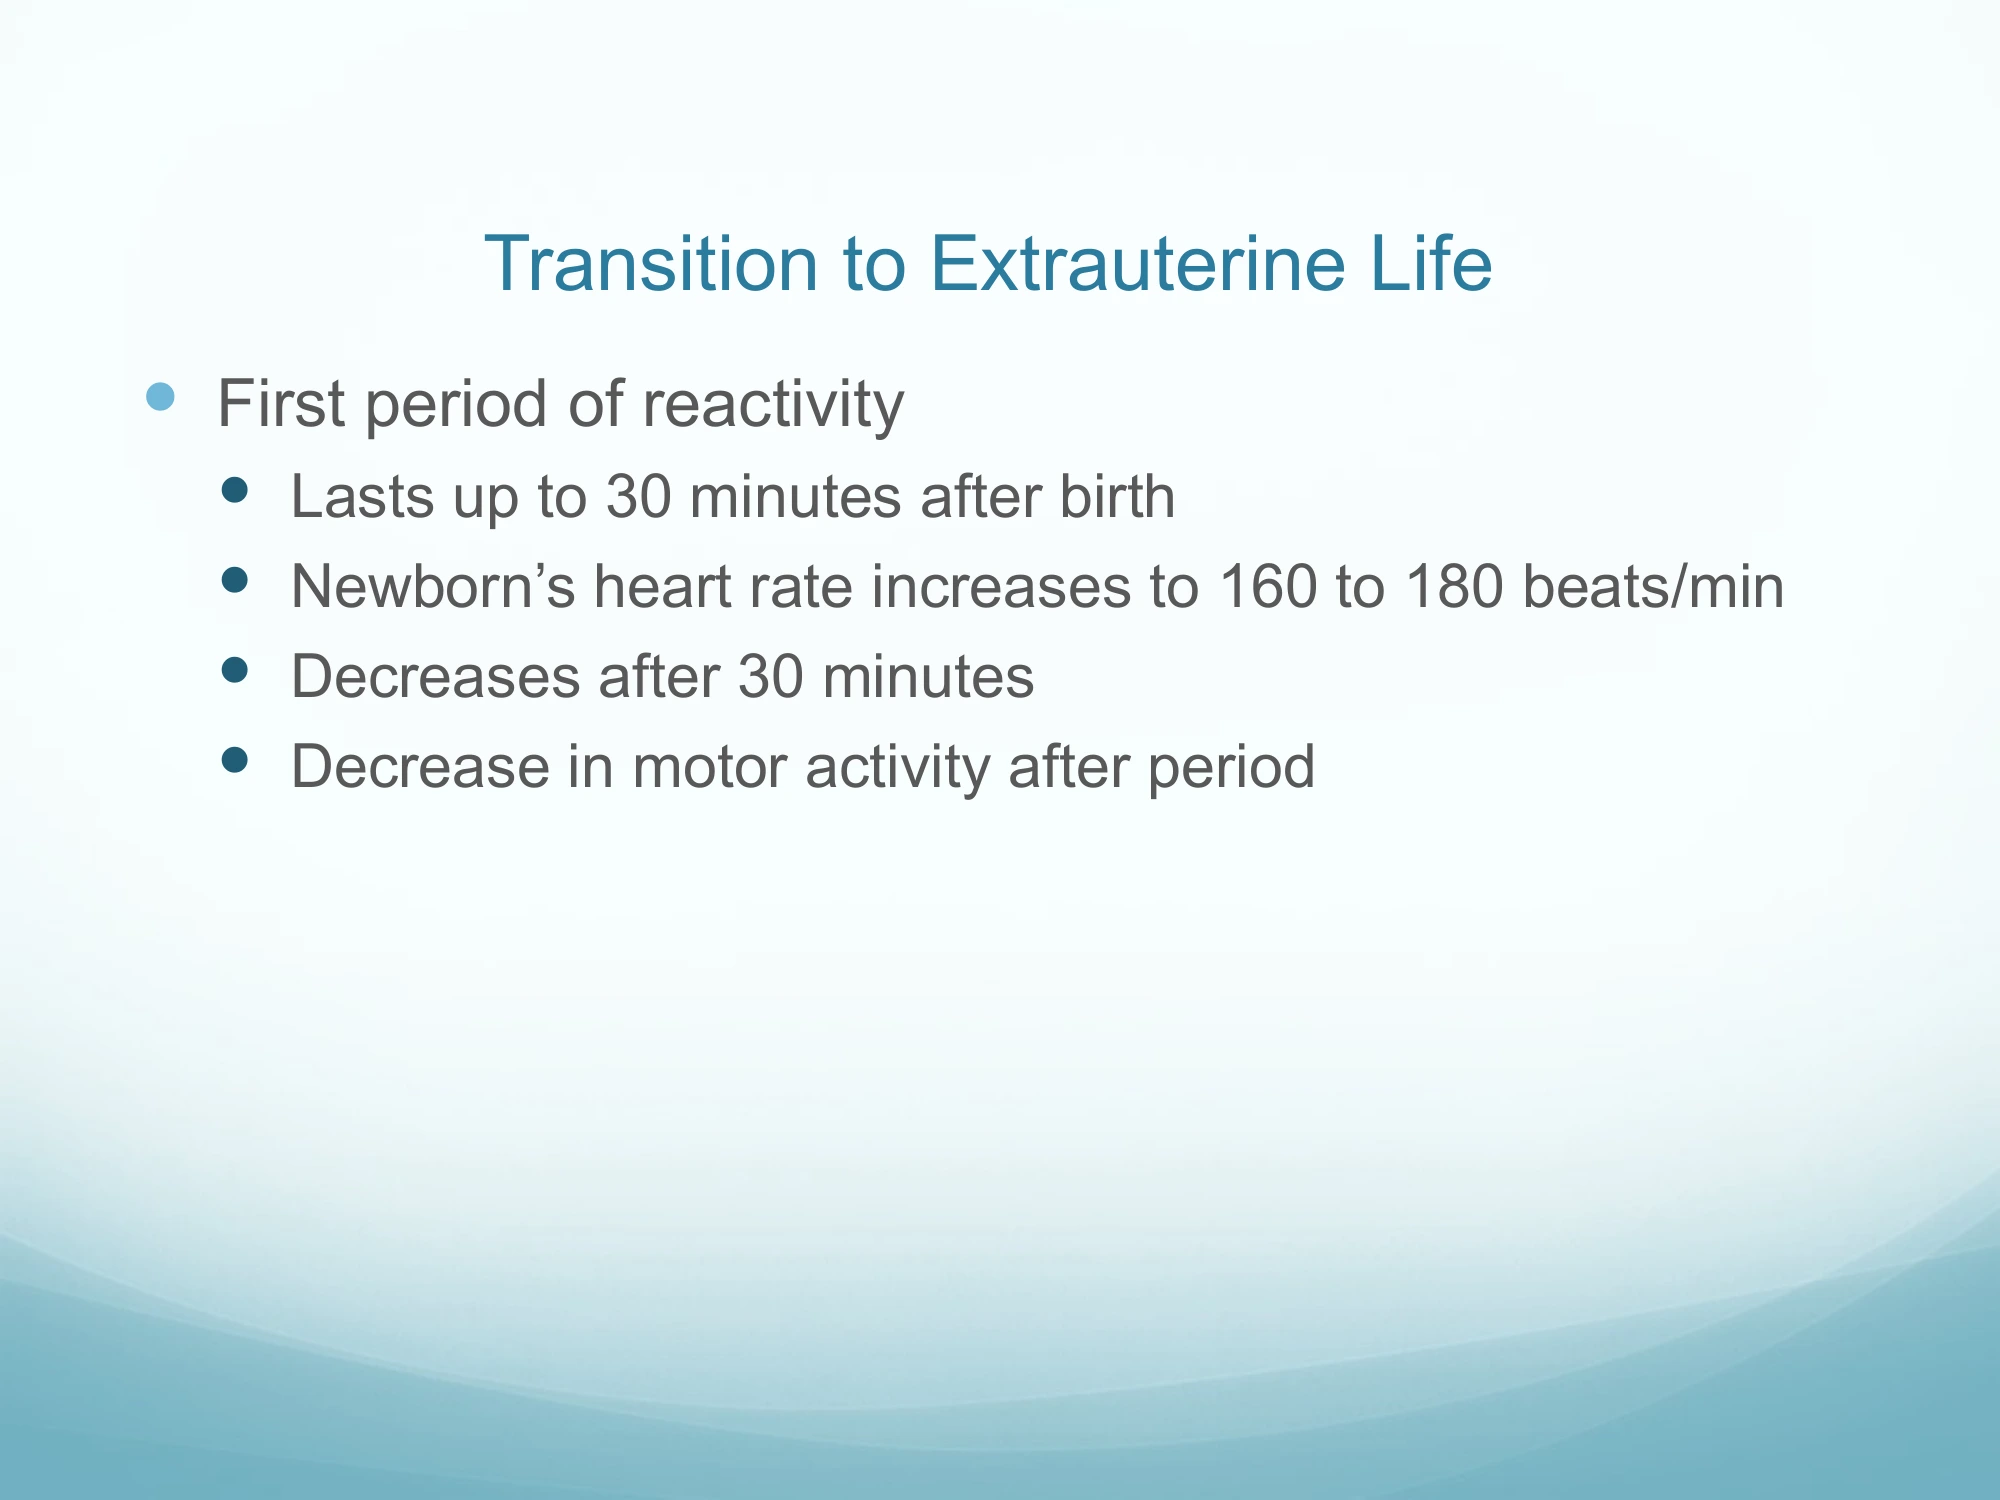 Transition to Extrauterine Life
• First period of reactivity
• Lasts up to 30 minutes after birth
• Newborn’s heart rate increases to 160 to 180 beats/min
• Decreases after 30 minutes
• Decrease in motor activity after period